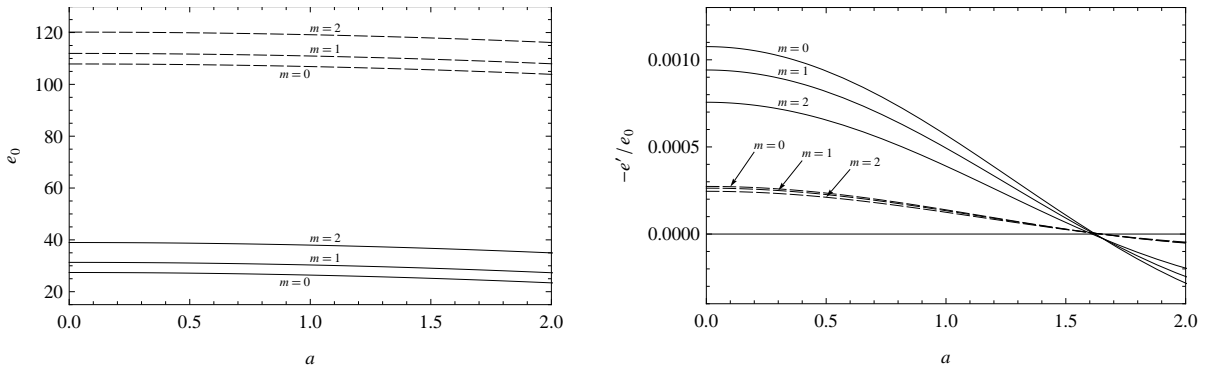 120
100
80
60
40
20
e₀
m = 2
m = 1
m = 0
m = 2
m = 1
m = 0
0.0 0.5 1.0 1.5 2.0
a
0.0010
0.0005
0.0000
−e′ / e₀
m = 0
m = 1
m = 2
m = 0
m = 1
m = 2
0.0 0.5 1.0 1.5 2.0
a